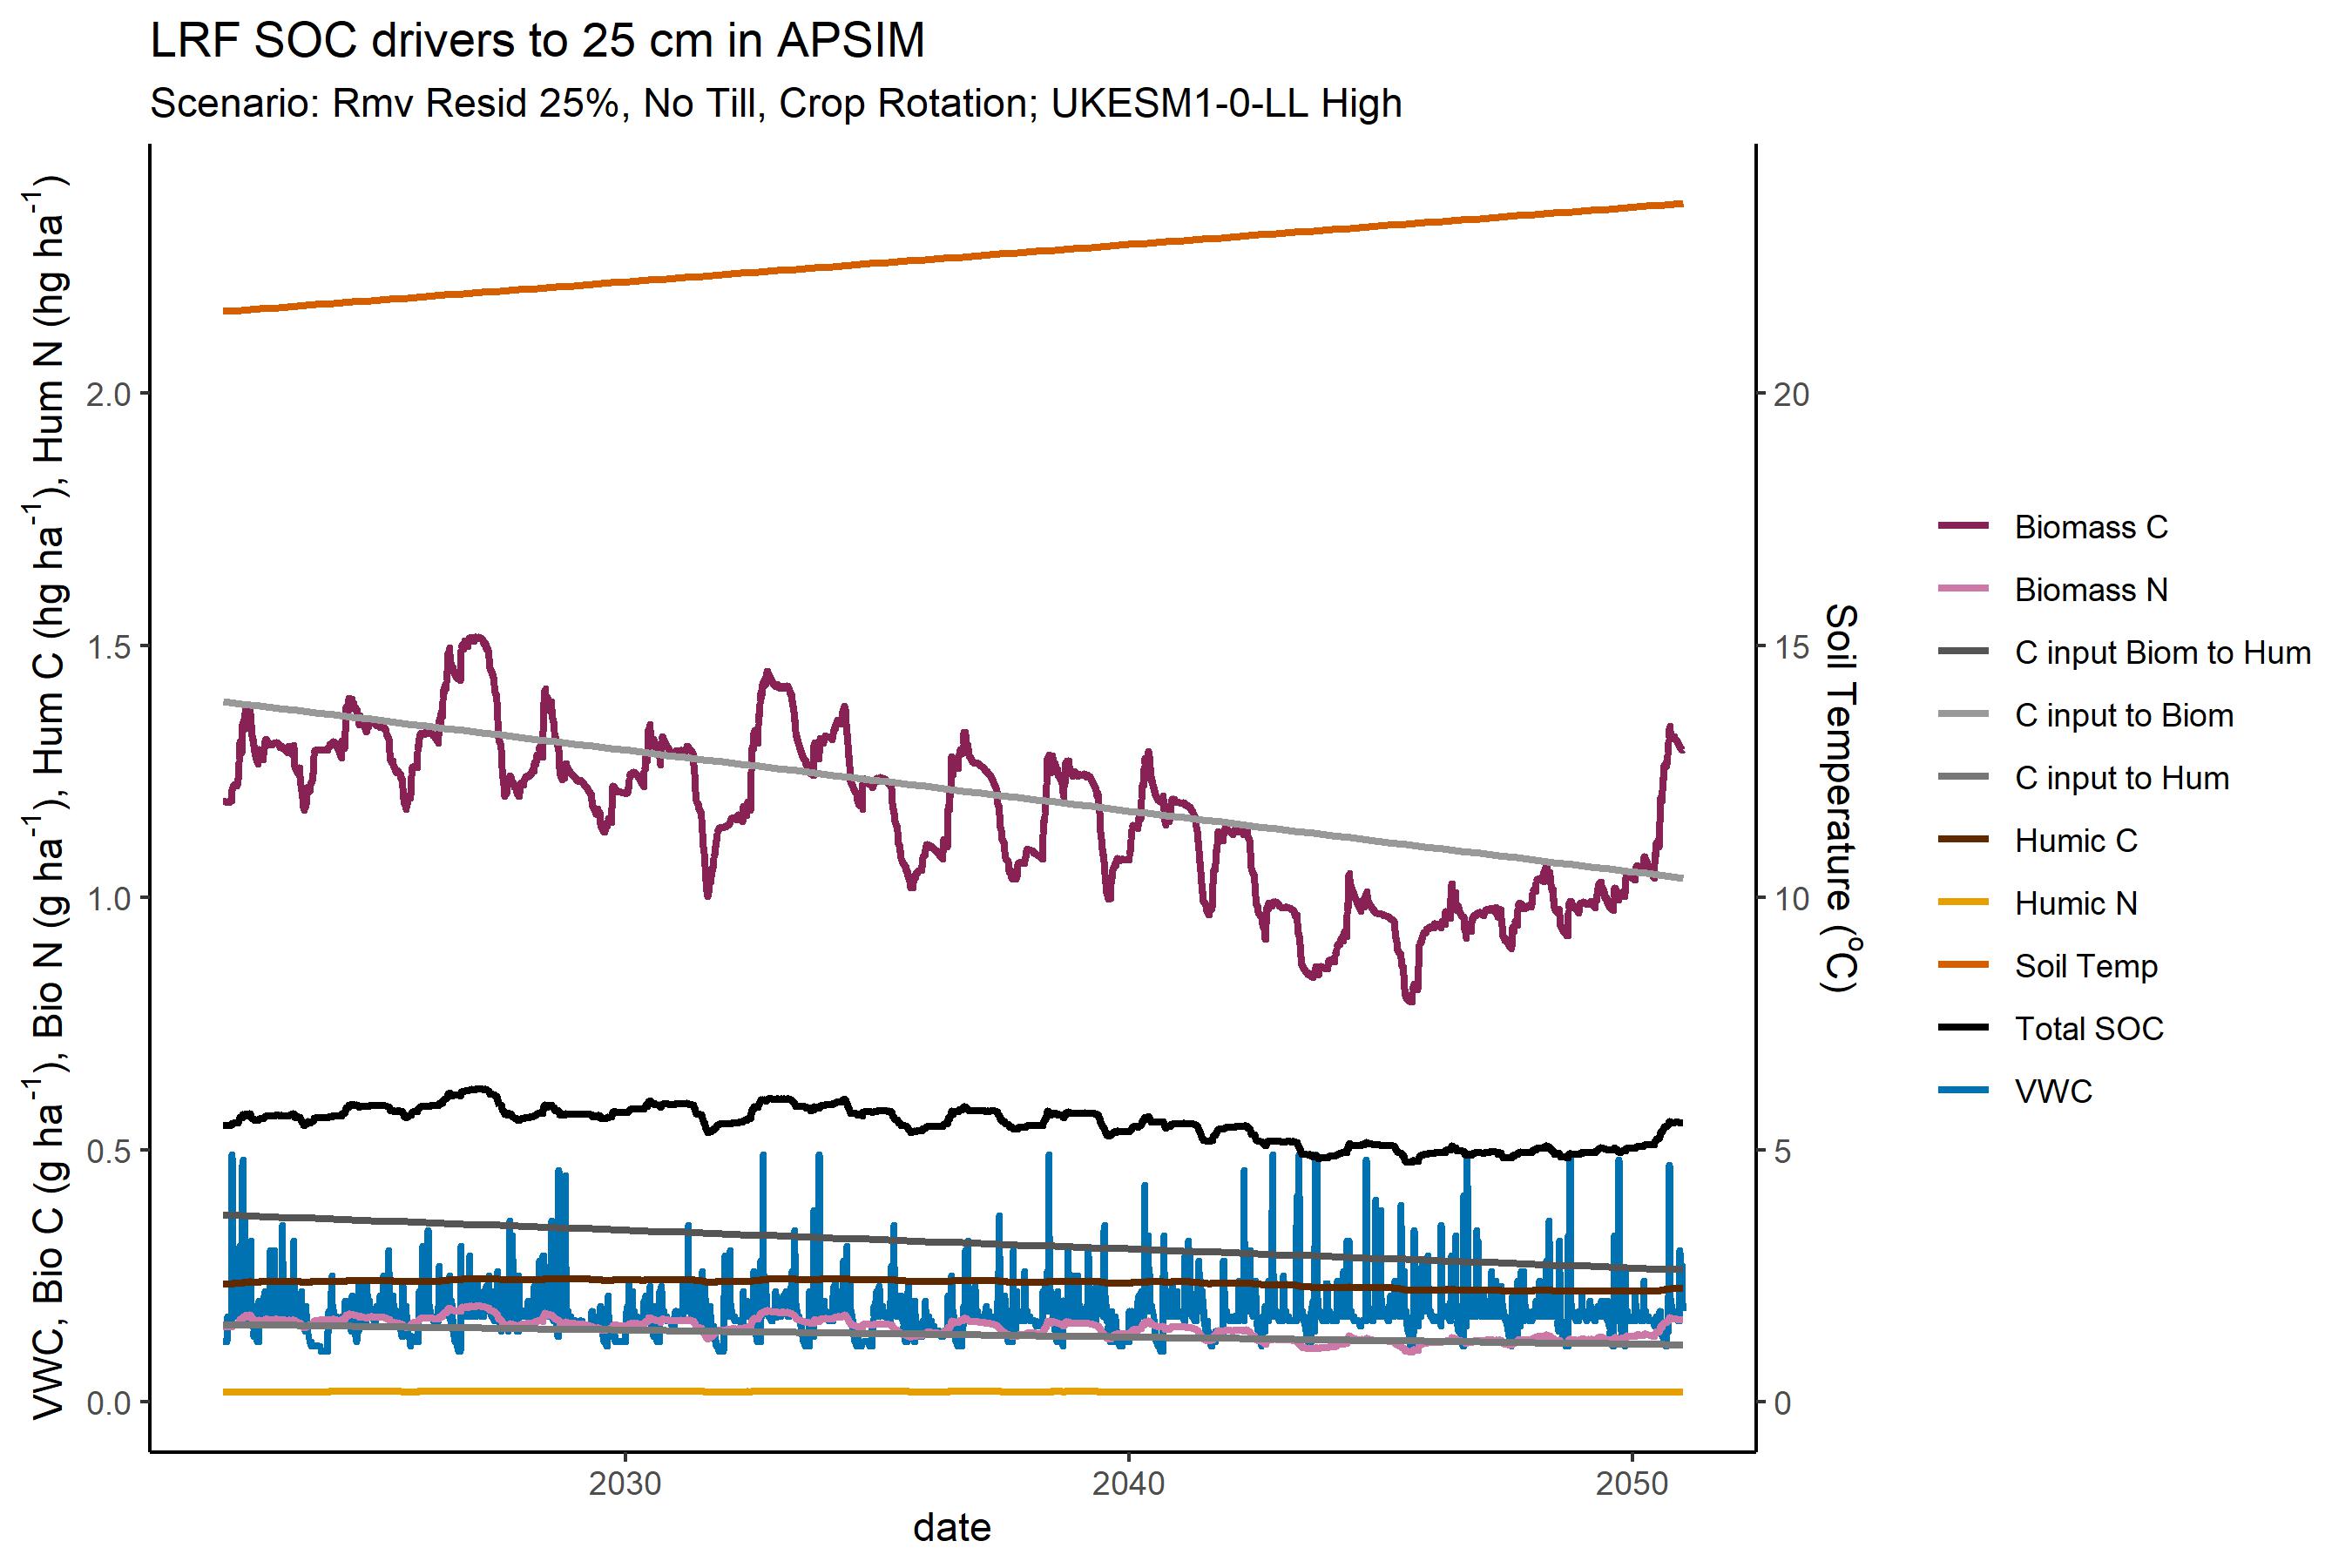 LRF SOC drivers to 25 cm in APSIM
Scenario: Rmv Resid 25%, No Till, Crop Rotation; UKESM1-0-LL High
VWC, Bio C (g ha⁻¹), Bio N (g ha⁻¹), Hum C (hg ha⁻¹), Hum N (hg ha⁻¹)
2.0
1.5
1.0
0.5
0.0
2030
2040
2050
date
20
15
10
5
0
Soil Temperature (°C)
Biomass C
Biomass N
C input Biom to Hum
C input to Biom
C input to Hum
Humic C
Humic N
Soil Temp
Total SOC
VWC